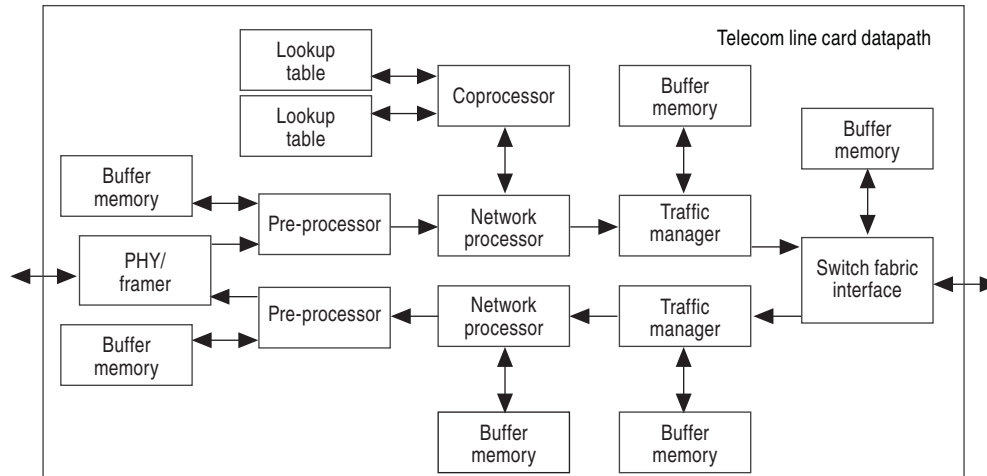 Telecom line card datapath
Lookup
table
Lookup
table
Coprocessor
Buffer
memory
Buffer
memory
Buffer
memory
Pre-processor
Network
processor
Traffic
manager
PHY/
framer
Switch fabric
interface
Pre-processor
Network
processor
Traffic
manager
Buffer
memory
Buffer
memory
Buffer
memory